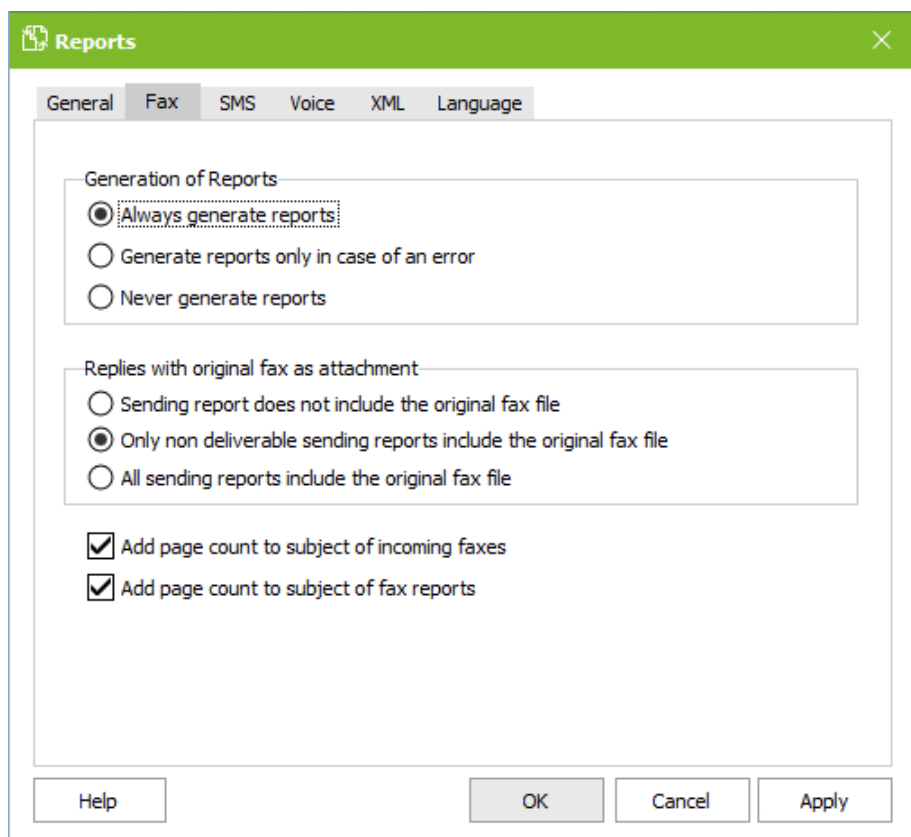 Reports
General Fax SMS Voice XML Language
Generation of Reports
Always generate reports
Generate reports only in case of an error
Never generate reports
Replies with original fax as attachment
Sending report does not include the original fax file
Only non deliverable sending reports include the original fax file
All sending reports include the original fax file
Add page count to subject of incoming faxes
Add page count to subject of fax reports
Help OK Cancel Apply